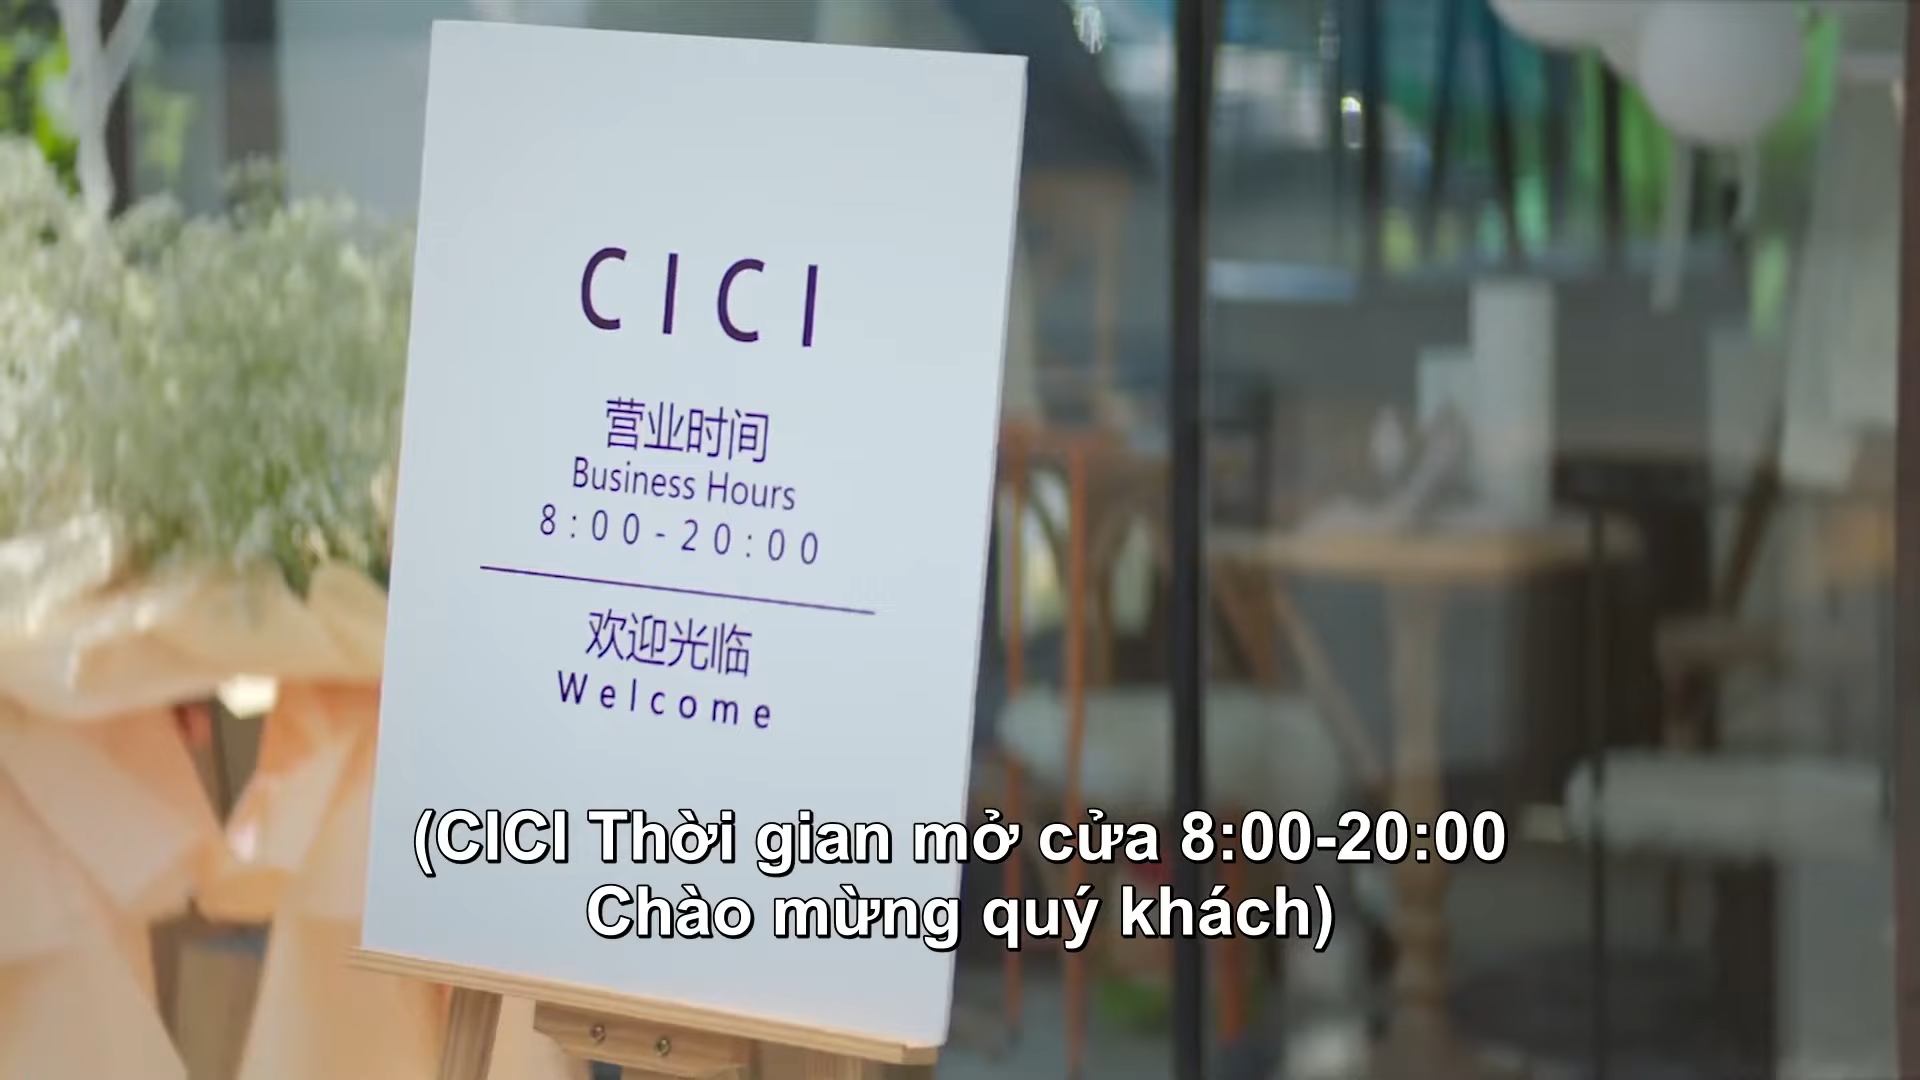 CICI
营业时间
Business Hours
8:00-20:00
欢迎光临
Welcome
(CICI Thời gian mở cửa 8:00-20:00
Chào mừng quý khách)